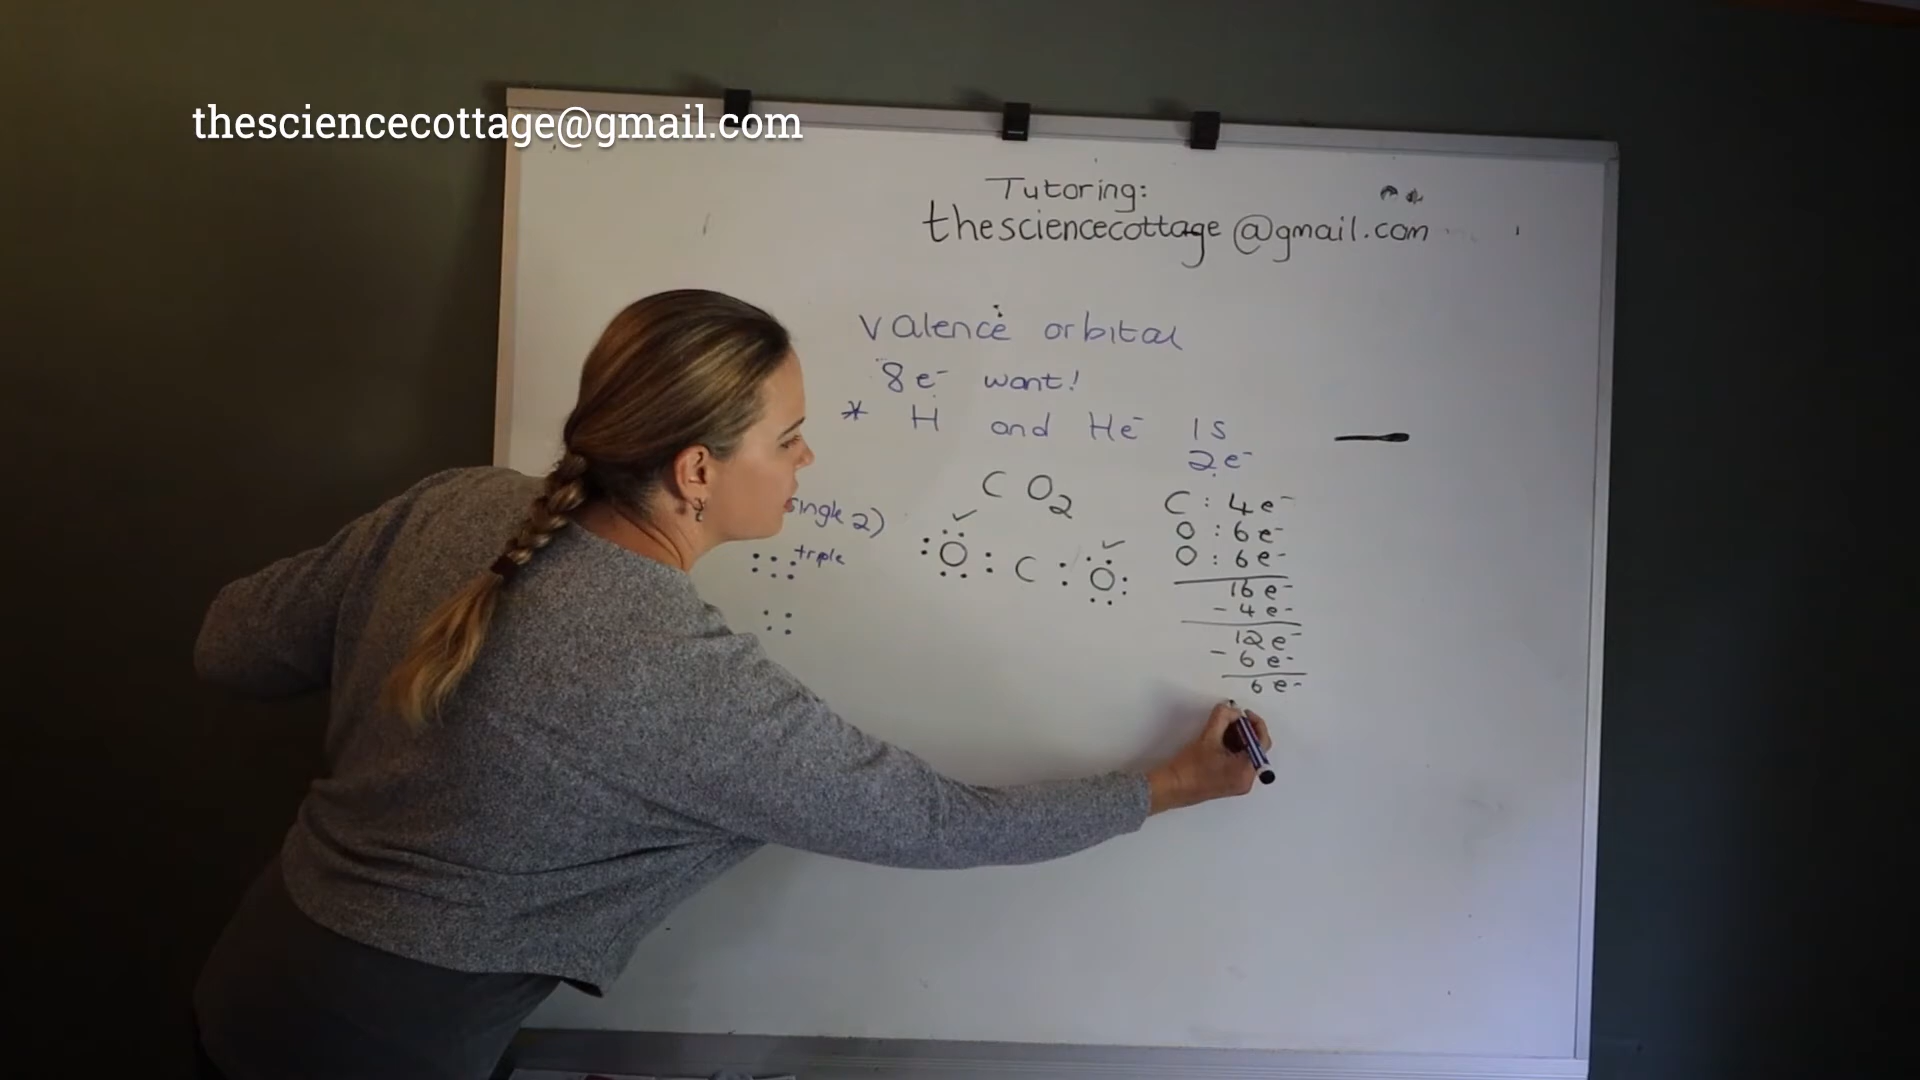 thesciencecottage@gmail.com
Tutoring:
thesciencecottage @gmail.com
valence orbital
8e⁻ want!
* H and He⁻ 1s
2e⁻
C O₂
single 2)
triple
:O: C :O:
C : 4e⁻
O : 6e⁻
O : 6e⁻
16e⁻
- 4e⁻
12e⁻
- 6e⁻
6e⁻